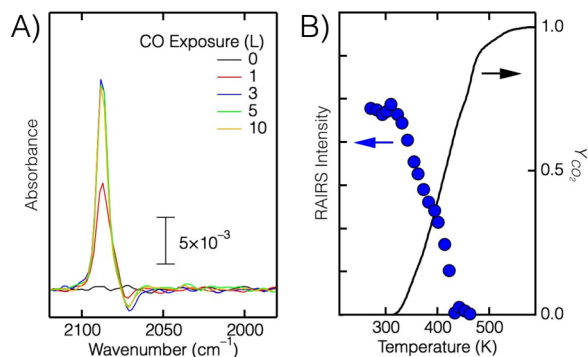 A)
CO Exposure (L)
0
1
3
5
10
Absorbance
5×10⁻³
2100
2050
2000
Wavenumber (cm⁻¹)
B)
RAIRS Intensity
1.0
0.5
0.0
Y_CO₂
300
400
500
Temperature (K)